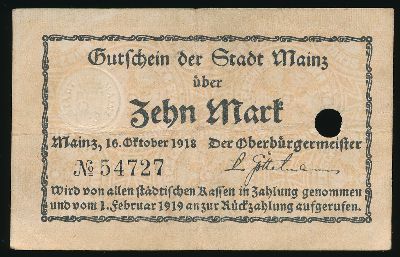 Gutschein der Stadt Mainz
über
Zehn Mark
Mainz, 16. Oktober 1918 Der Oberbürgermeister
№ 54727
Wird von allen städtischen Kassen in Zahlung genommen
und vom 1. Februar 1919 an zur Rückzahlung aufgerufen.